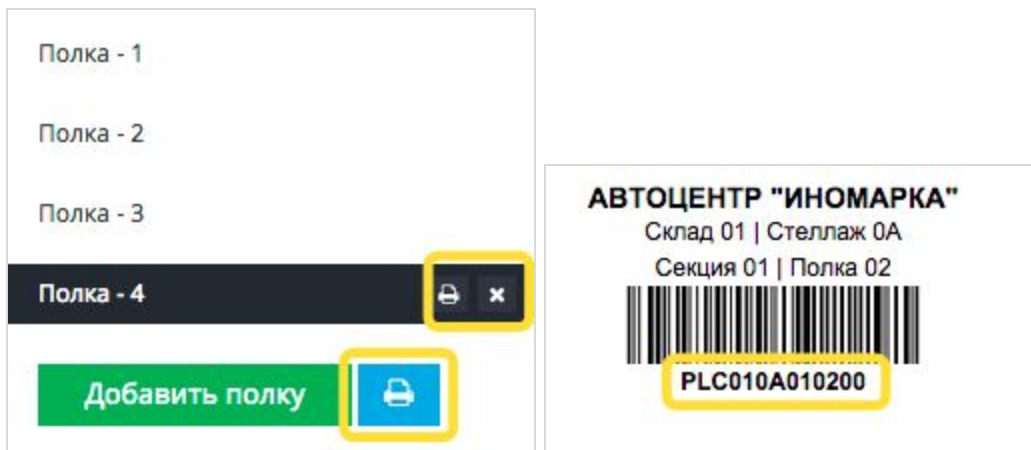 Полка - 1
Полка - 2
Полка - 3
Полка - 4
Добавить полку
АВТОЦЕНТР "ИНОМАРКА"
Склад 01 | Стеллаж 0А
Секция 01 | Полка 02
PLC010A010200